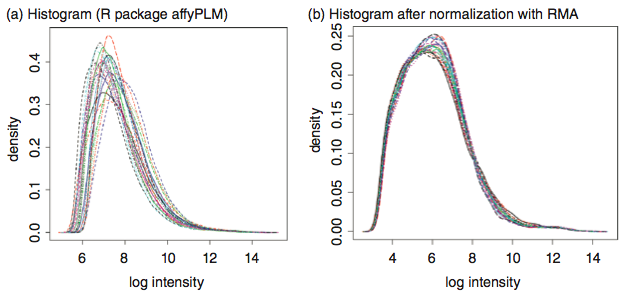 (a) Histogram (R package affyPLM)
density
0.0
0.1
0.2
0.3
0.4
6 8 10 12 14
log intensity
(b) Histogram after normalization with RMA
density
0.00
0.05
0.10
0.15
0.20
0.25
4 6 8 10 12 14
log intensity